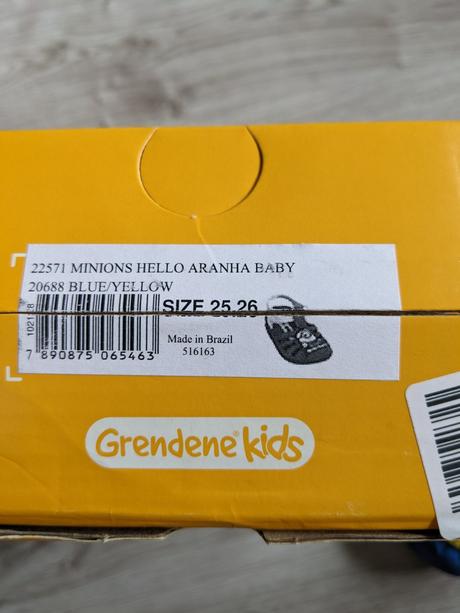 22571 MINIONS HELLO ARANHA BABY
20688 BLUE/YELLOW
SIZE 25.26
Made in Brazil
516163
7 890875 065463
Grendene® kids